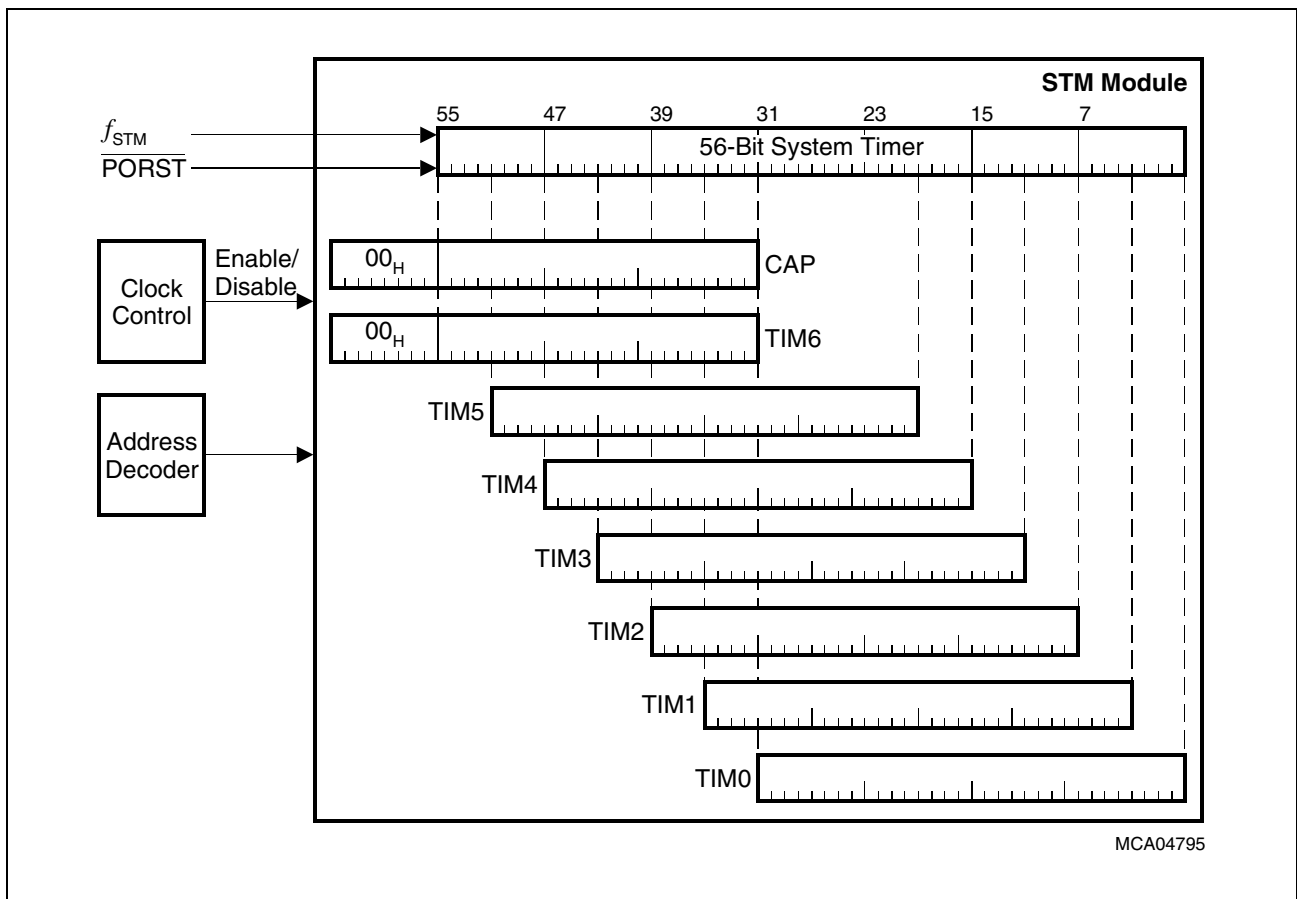 STM Module
55 47 39 31 23 15 7
56-Bit System Timer
fSTM
PORST
Clock
Control
Enable/
Disable
00H
CAP
00H
TIM6
Address
Decoder
TIM5
TIM4
TIM3
TIM2
TIM1
TIM0
MCA04795